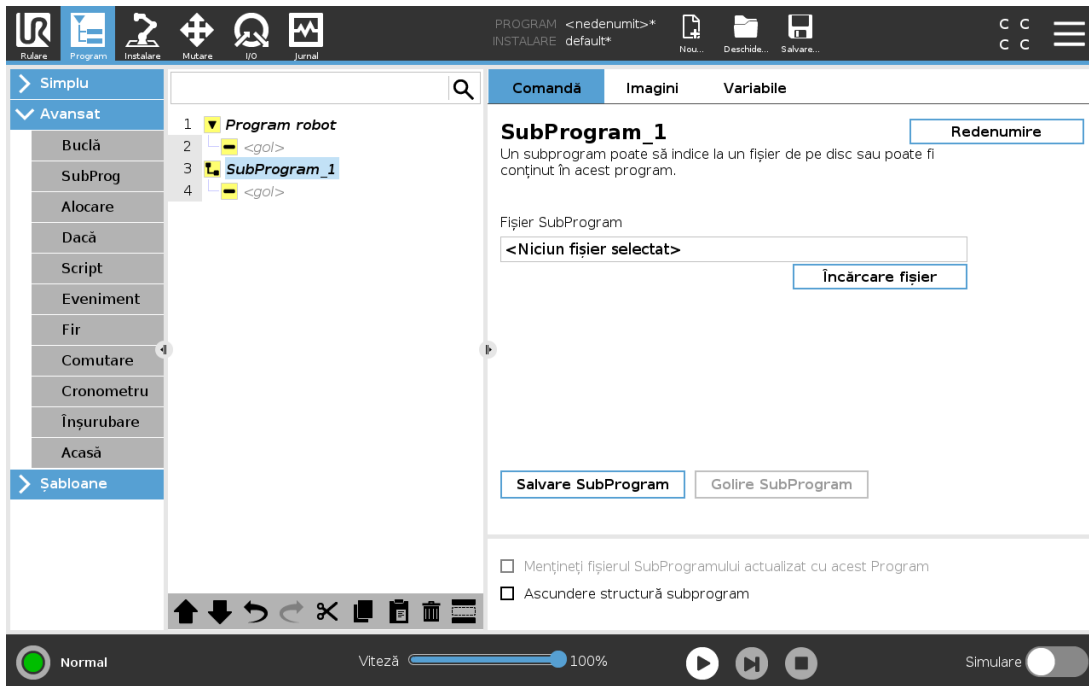 UR
Rulare
Program
Instalare
Mutare
I/O
Jurnal
PROGRAM <nedenumit>*
INSTALARE default*
Nou...
Deschide...
Salvare...
C C
C C
Simplu
Avansat
Buclă
SubProg
Alocare
Dacă
Script
Eveniment
Fir
Comutare
Cronometru
Înșurubare
Acasă
Șabloane
1 Program robot
2 <gol>
3 SubProgram_1
4 <gol>
Comandă
Imagini
Variabile
SubProgram_1
Redenumire
Un subprogram poate să indice la un fișier de pe disc sau poate fi
conținut în acest program.
Fișier SubProgram
<Niciun fișier selectat>
Încărcare fișier
Salvare SubProgram
Golire SubProgram
Mențineți fișierul SubProgramului actualizat cu acest Program
Ascundere structură subprogram
Normal
Viteză
100%
Simulare